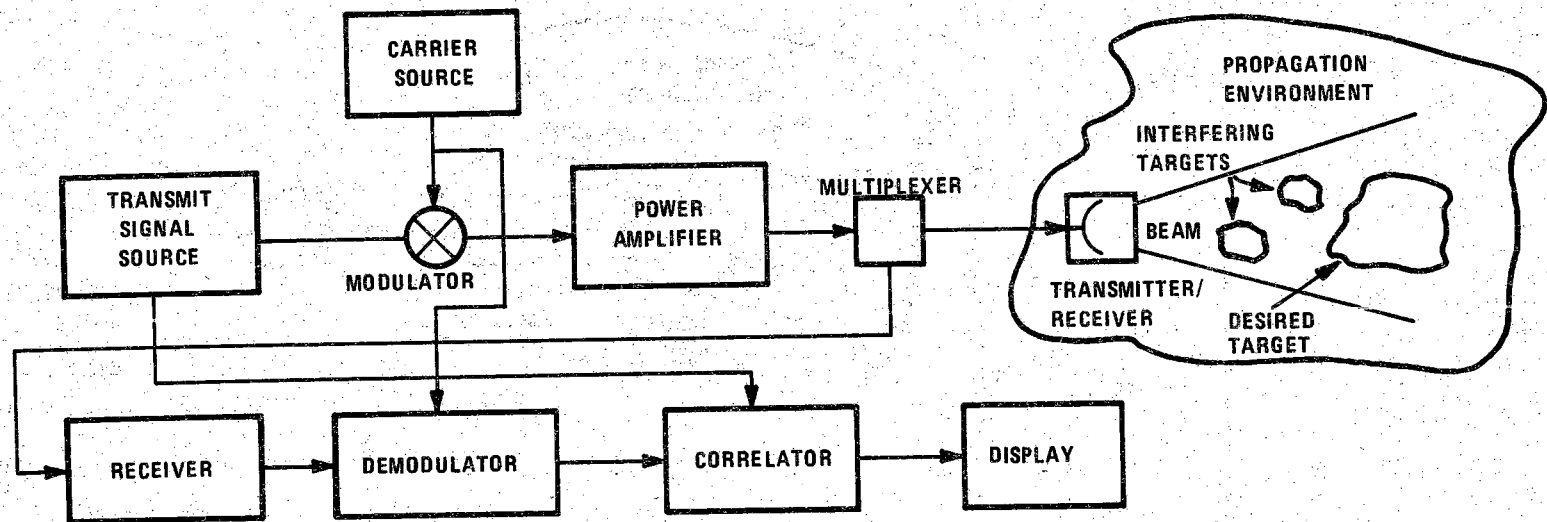 CARRIER
SOURCE
PROPAGATION
ENVIRONMENT
INTERFERING
TARGETS
TRANSMIT
SIGNAL
SOURCE
MODULATOR
POWER
AMPLIFIER
MULTIPLEXER
BEAM
TRANSMITTER/
RECEIVER
DESIRED
TARGET
RECEIVER
DEMODULATOR
CORRELATOR
DISPLAY